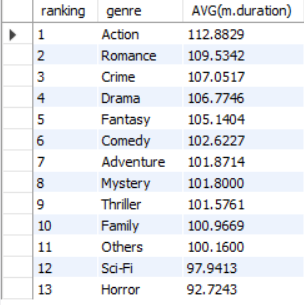 ranking genre AVG(m.duration)
1 Action 112.8829
2 Romance 109.5342
3 Crime 107.0517
4 Drama 106.7746
5 Fantasy 105.1404
6 Comedy 102.6227
7 Adventure 101.8714
8 Mystery 101.8000
9 Thriller 101.5761
10 Family 100.9669
11 Others 100.1600
12 Sci-Fi 97.9413
13 Horror 92.7243